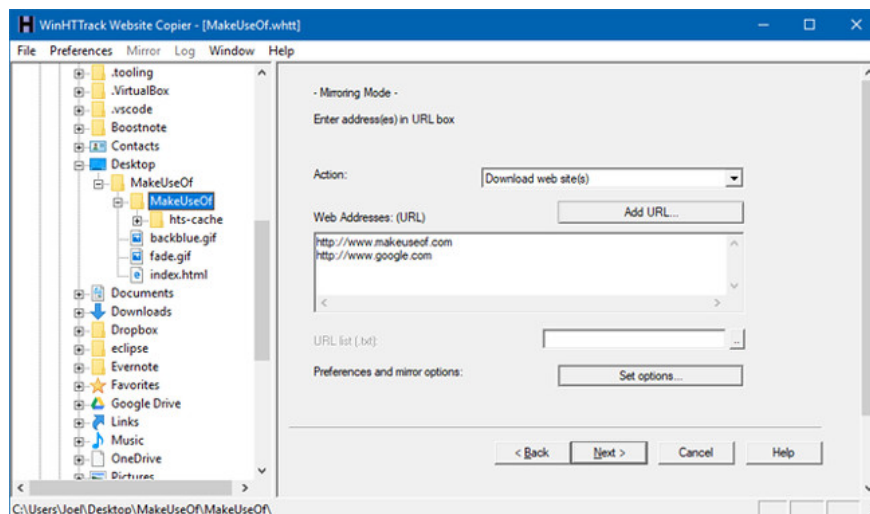 WinHTTrack Website Copier - [MakeUseOf.whtt]
File Preferences Mirror Log Window Help
.tooling
.VirtualBox
.vscode
Boostnote
Contacts
Desktop
MakeUseOf
MakeUseOf
hts-cache
backblue.gif
fade.gif
index.html
Documents
Downloads
Dropbox
eclipse
Evernote
Favorites
Google Drive
Links
Music
OneDrive
Pictures
- Mirroring Mode -
Enter address(es) in URL box
Action: Download web site(s)
Web Addresses: (URL) Add URL...
http://www.makeuseof.com
http://www.google.com
URL list (.txt): ..
Preferences and mirror options: Set options...
< Back Next > Cancel Help
C:\Users\Joel\Desktop\MakeUseOf\MakeUseOf\